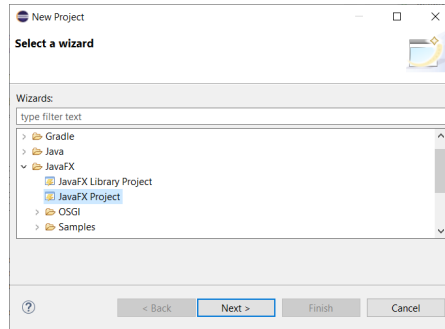 New Project
Select a wizard
Wizards:
type filter text
Gradle
Java
JavaFX
JavaFX Library Project
JavaFX Project
OSGI
Samples
< Back Next > Finish Cancel